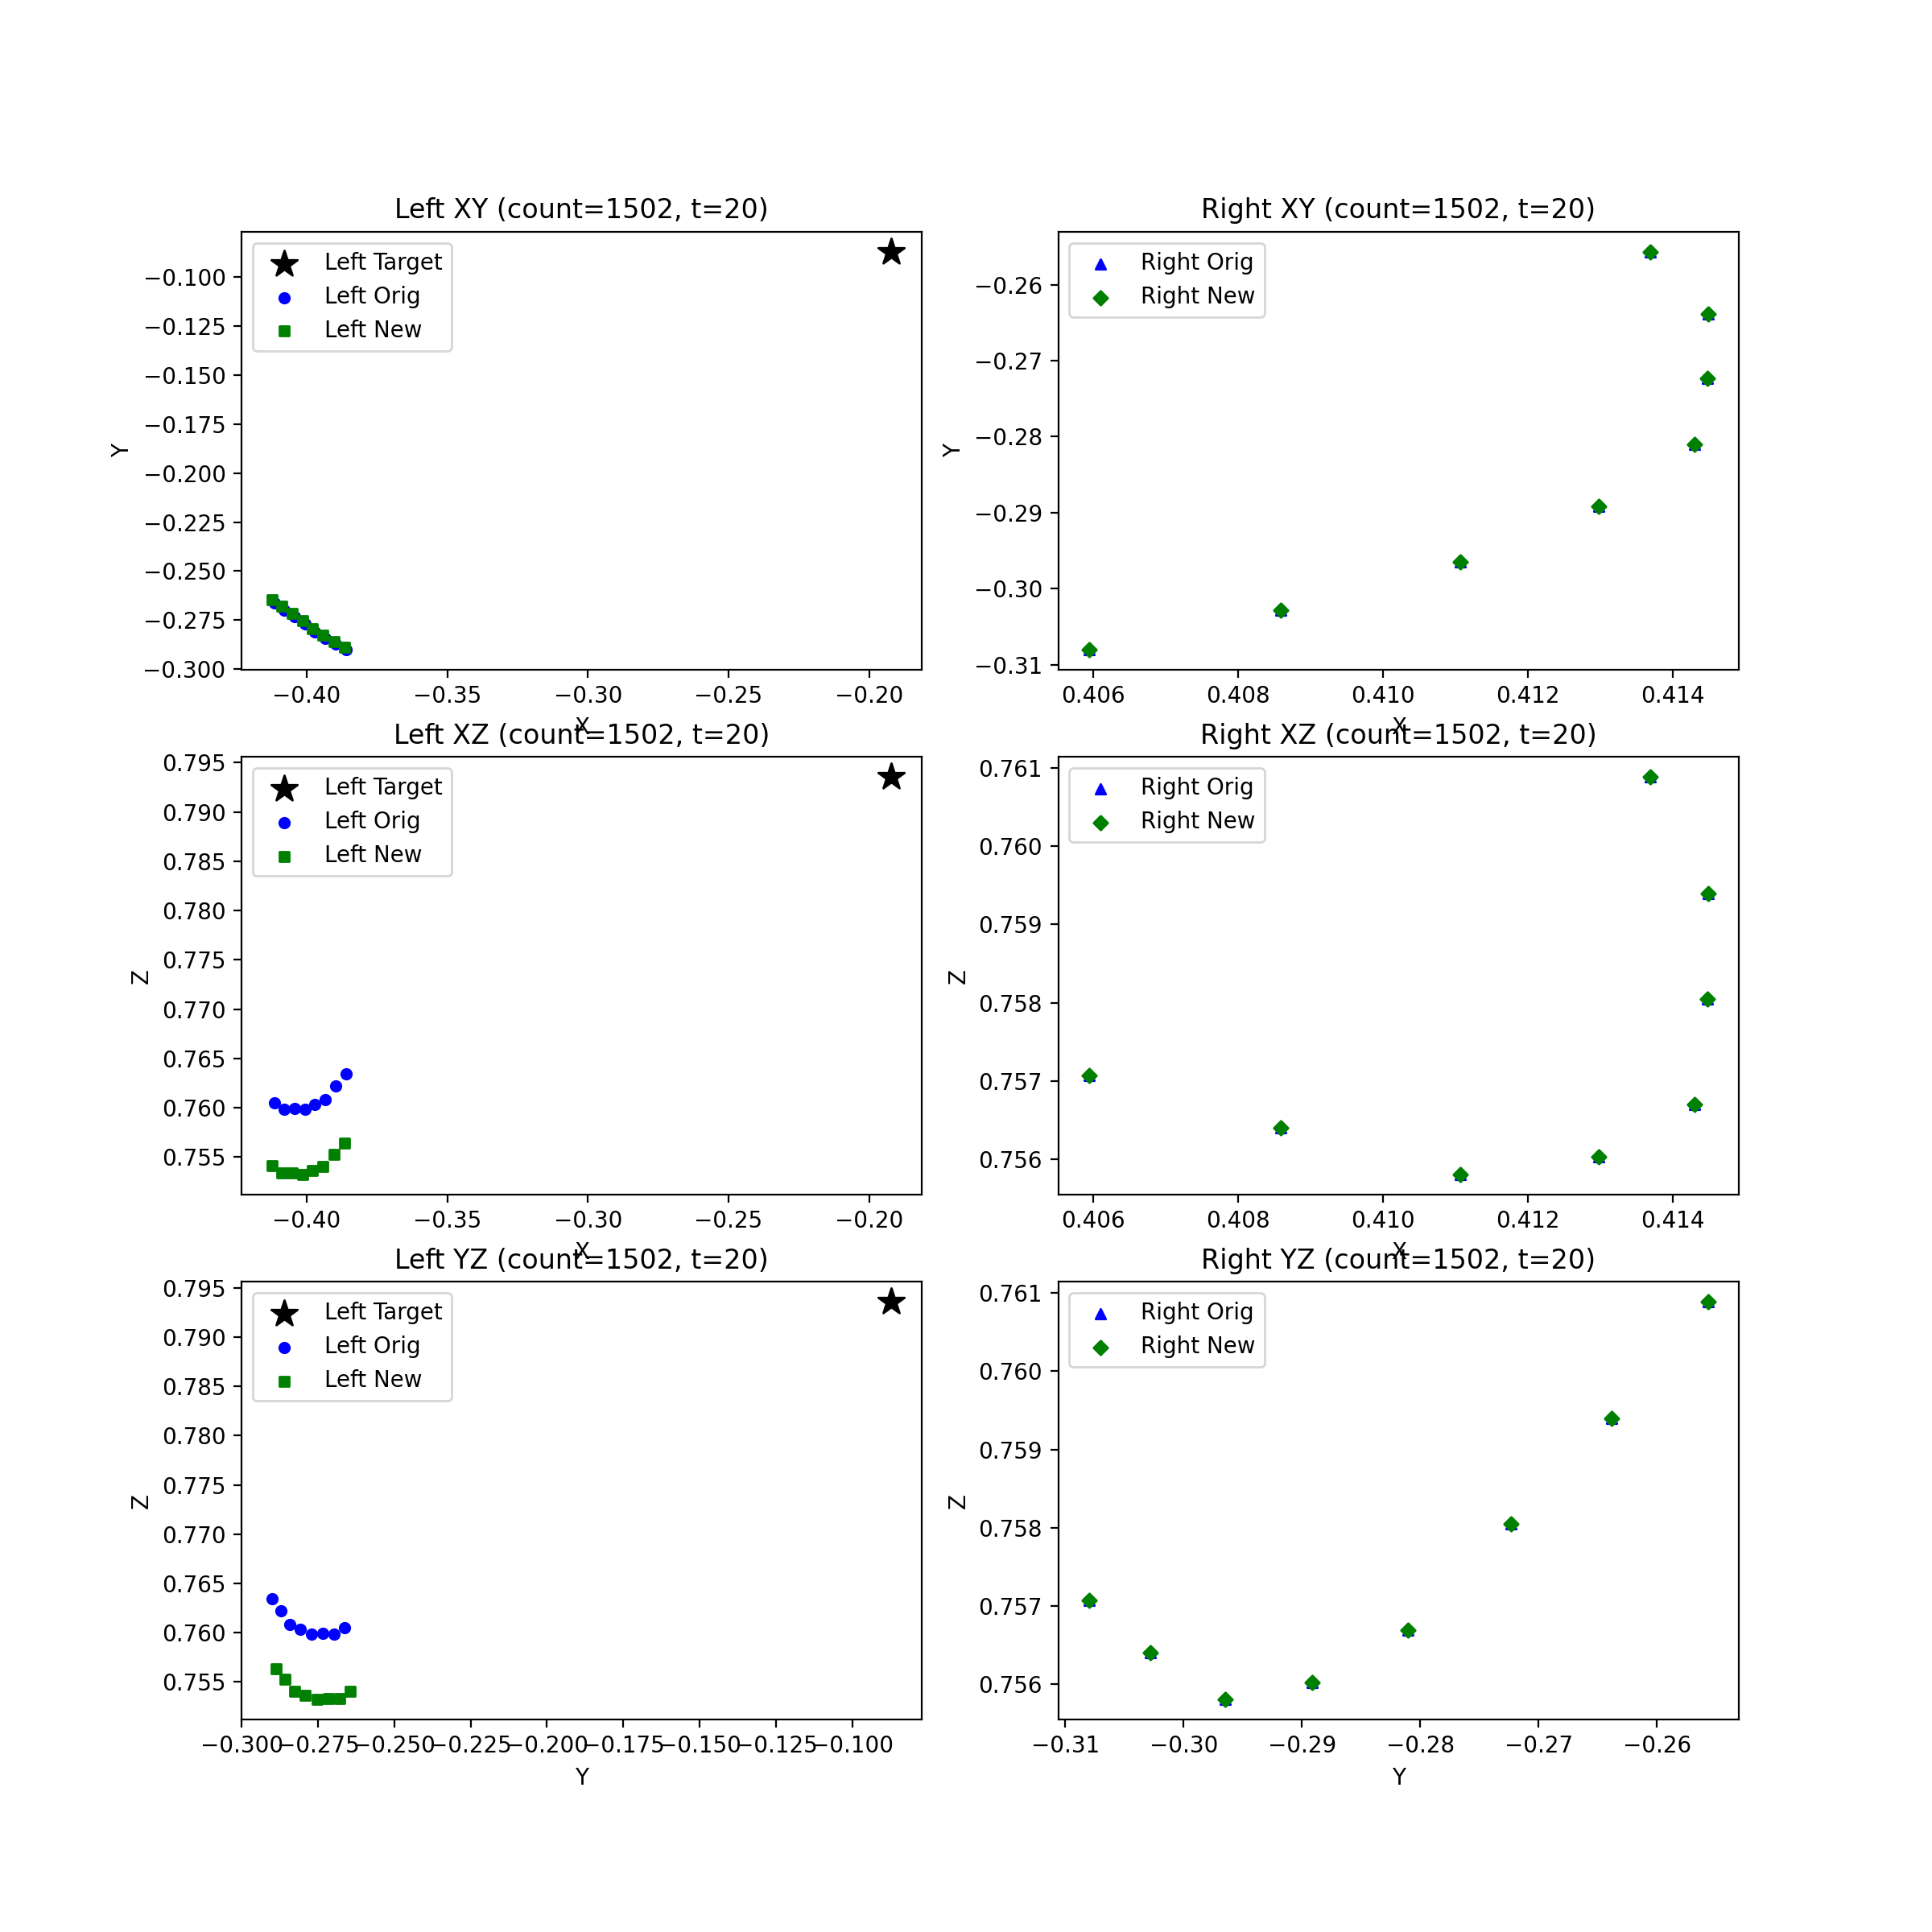 Left XY (count=1502, t=20)
Left Target
Left Orig
Left New
Y
−0.100
−0.125
−0.150
−0.175
−0.200
−0.225
−0.250
−0.275
−0.300
−0.40 −0.35 −0.30 −0.25 −0.20
X
Right XY (count=1502, t=20)
Right Orig
Right New
Y
−0.26
−0.27
−0.28
−0.29
−0.30
−0.31
0.406 0.408 0.410 0.412 0.414
X
Left XZ (count=1502, t=20)
Left Target
Left Orig
Left New
Z
0.795
0.790
0.785
0.780
0.775
0.770
0.765
0.760
0.755
−0.40 −0.35 −0.30 −0.25 −0.20
X
Right XZ (count=1502, t=20)
Right Orig
Right New
Z
0.761
0.760
0.759
0.758
0.757
0.756
0.406 0.408 0.410 0.412 0.414
X
Left YZ (count=1502, t=20)
Left Target
Left Orig
Left New
Z
0.795
0.790
0.785
0.780
0.775
0.770
0.765
0.760
0.755
−0.300 −0.275 −0.250 −0.225 −0.200 −0.175 −0.150 −0.125 −0.100
Y
Right YZ (count=1502, t=20)
Right Orig
Right New
Z
0.761
0.760
0.759
0.758
0.757
0.756
−0.31 −0.30 −0.29 −0.28 −0.27 −0.26
Y